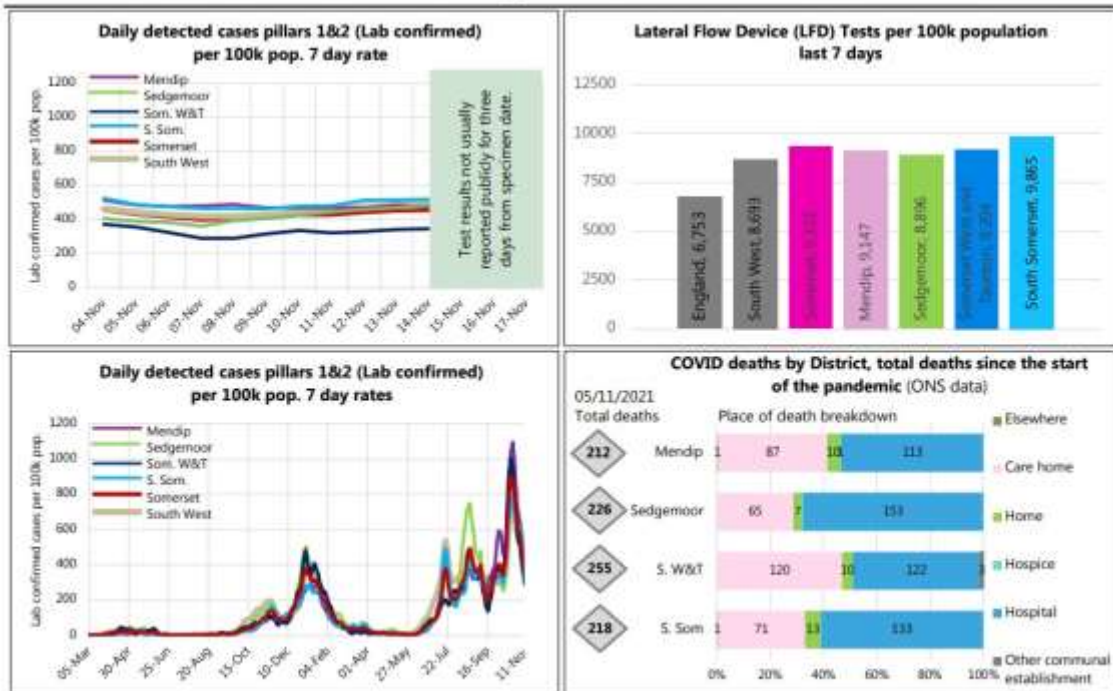 Daily detected cases pillars 1&2 (Lab confirmed)
per 100k pop. 7 day rate
Lab confirmed cases per 100k pop.
1200
1000
800
600
400
200
0
Mendip
Sedgemoor
Som. W&T
S. Som.
Somerset
South West
Test results not usually
reported publicly for three
days from specimen date.
04-Nov
05-Nov
06-Nov
07-Nov
08-Nov
09-Nov
10-Nov
11-Nov
12-Nov
13-Nov
14-Nov
15-Nov
16-Nov
17-Nov
Lateral Flow Device (LFD) Tests per 100k population
last 7 days
12500
10000
7500
5000
2500
0
England, 6,753
South West, 8,693
Somerset,
Mendip, 9,147
Sedgemoor, 8,896
Somerset West and
Taunton,
South Somerset, 9,865
Daily detected cases pillars 1&2 (Lab confirmed)
per 100k pop. 7 day rates
Lab confirmed cases per 100k pop.
1200
1000
800
600
400
200
0
Mendip
Sedgemoor
Som. W&T
S. Som.
Somerset
South West
05-Mar
30-Apr
25-Jun
20-Aug
15-Oct
10-Dec
04-Feb
01-Apr
27-May
22-Jul
16-Sep
11-Nov
COVID deaths by District, total deaths since the start
of the pandemic (ONS data)
05/11/2021
Total deaths
Place of death breakdown
212 Mendip 1 87 10 113
226 Sedgemoor 65 7 153
255 S. W&T 120 10 122
218 S. Som 1 71 13 133
0% 20% 40% 60% 80% 100%
Elsewhere
Care home
Home
Hospice
Hospital
Other communal
establishment